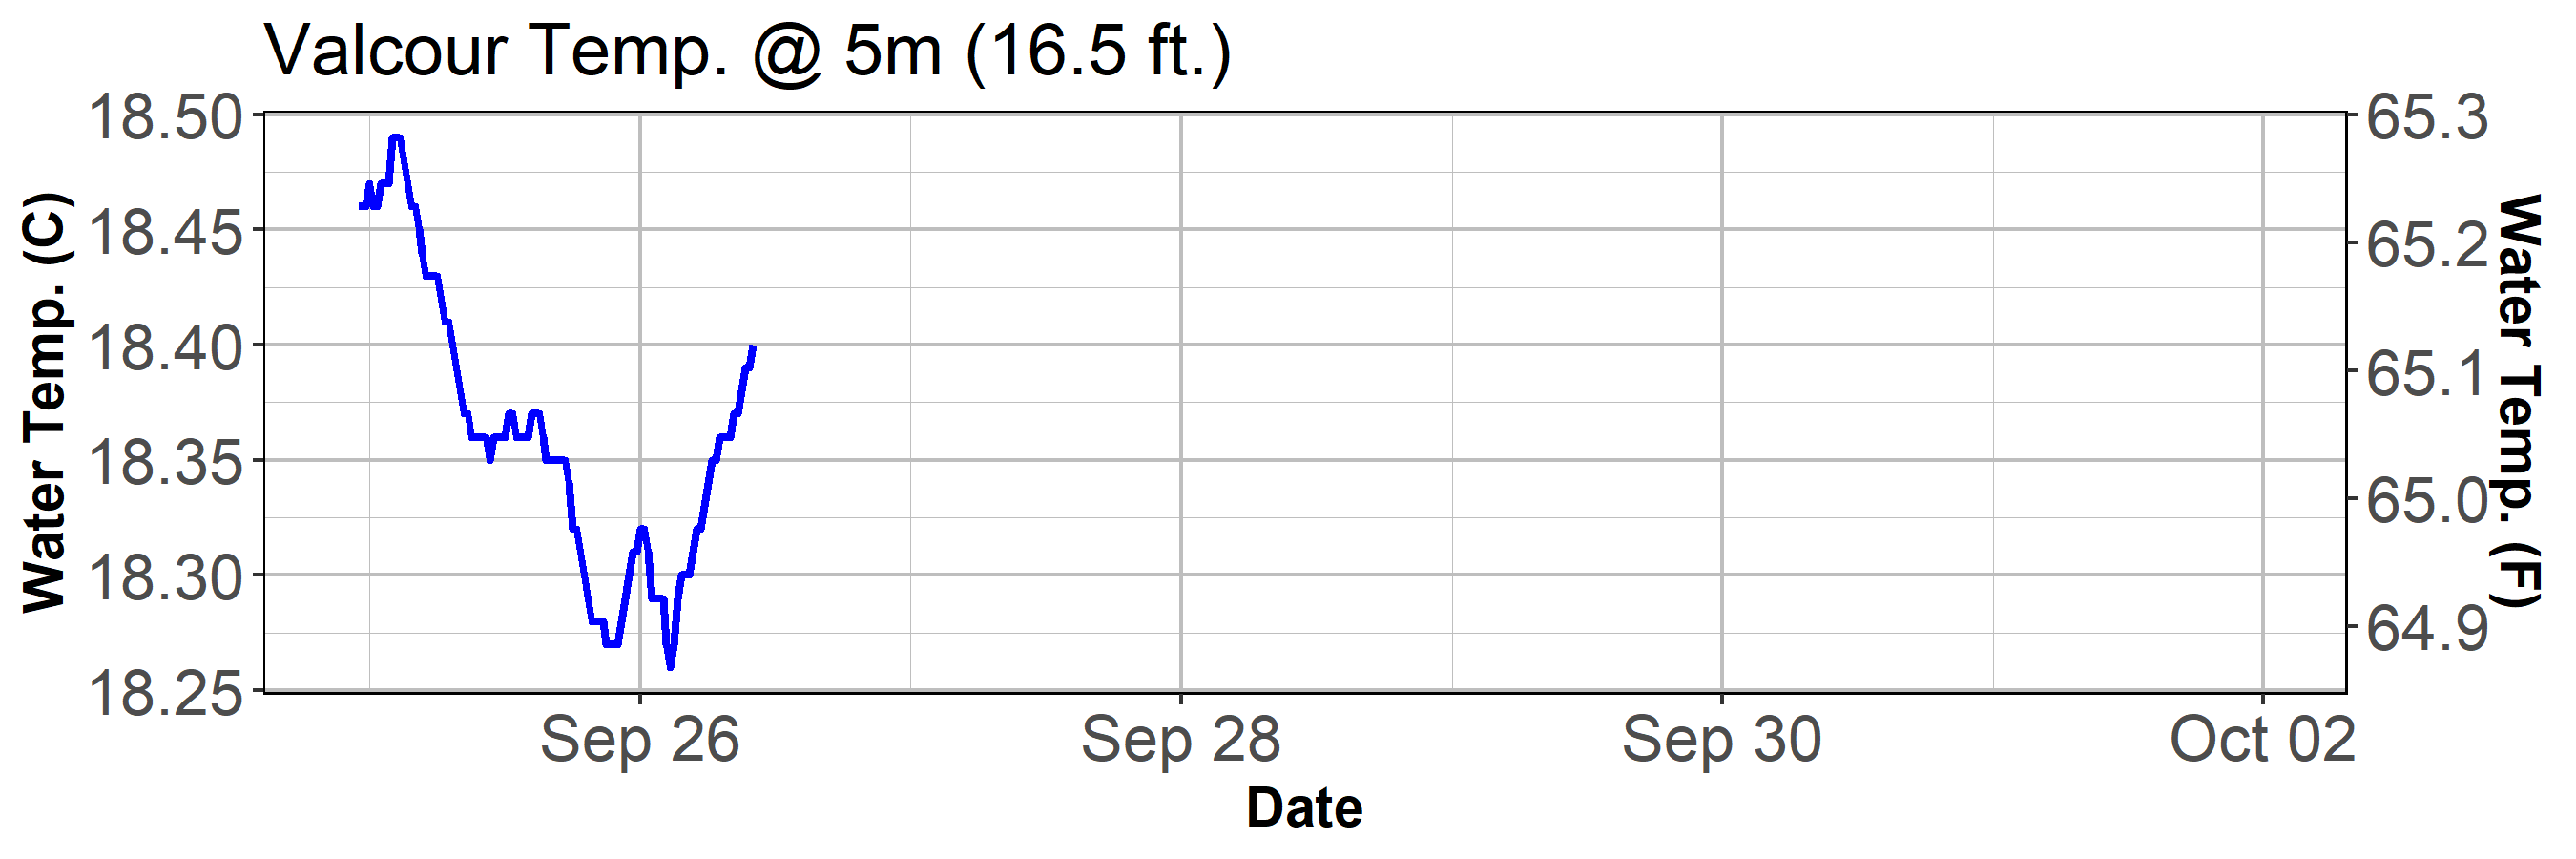 Valcour Temp. @ 5m (16.5 ft.)
Water Temp. (C)
18.50
18.45
18.40
18.35
18.30
18.25
65.3
65.2
65.1
65.0
64.9
Water Temp. (F)
Sep 26
Sep 28
Sep 30
Oct 02
Date